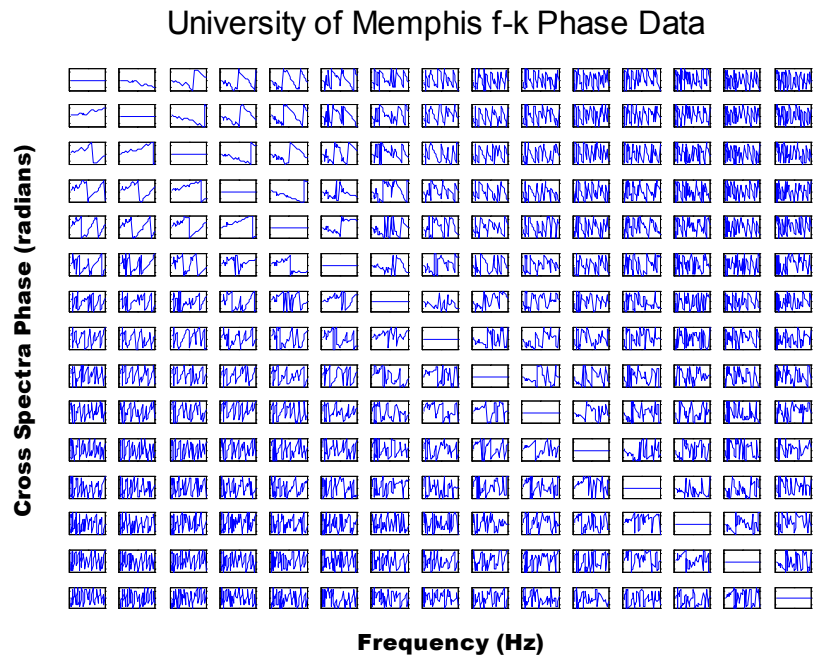 University of Memphis f-k Phase Data
Cross Spectra Phase (radians)
Frequency (Hz)